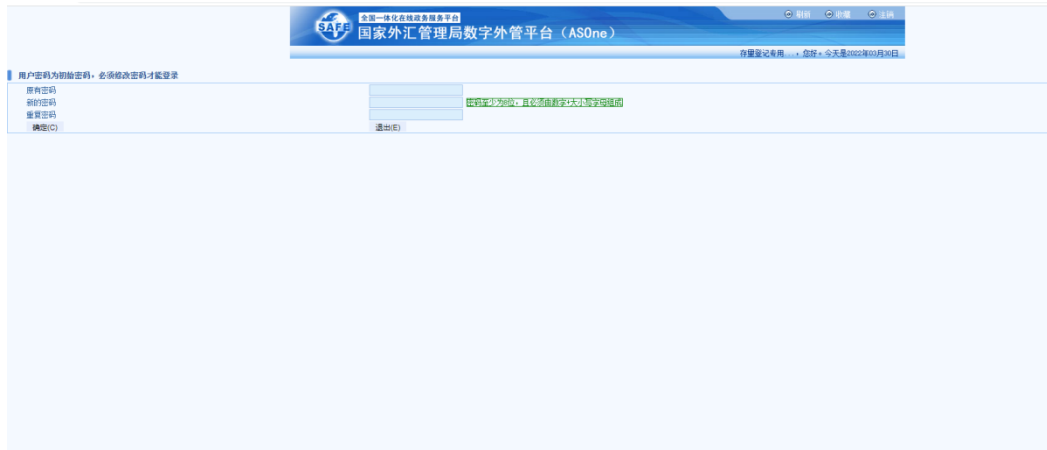 SAFE
全国一体化在线政务服务平台
国家外汇管理局数字外管平台（ASOne）
刷新 收藏 注销
存量登记专用 ...，您好。今天是2022年03月30日
用户密码为初始密码，必须修改密码才能登录
原有密码
新的密码 密码至少为8位，且必须由数字+大小写字母组成
重复密码
确定(C) 退出(E)